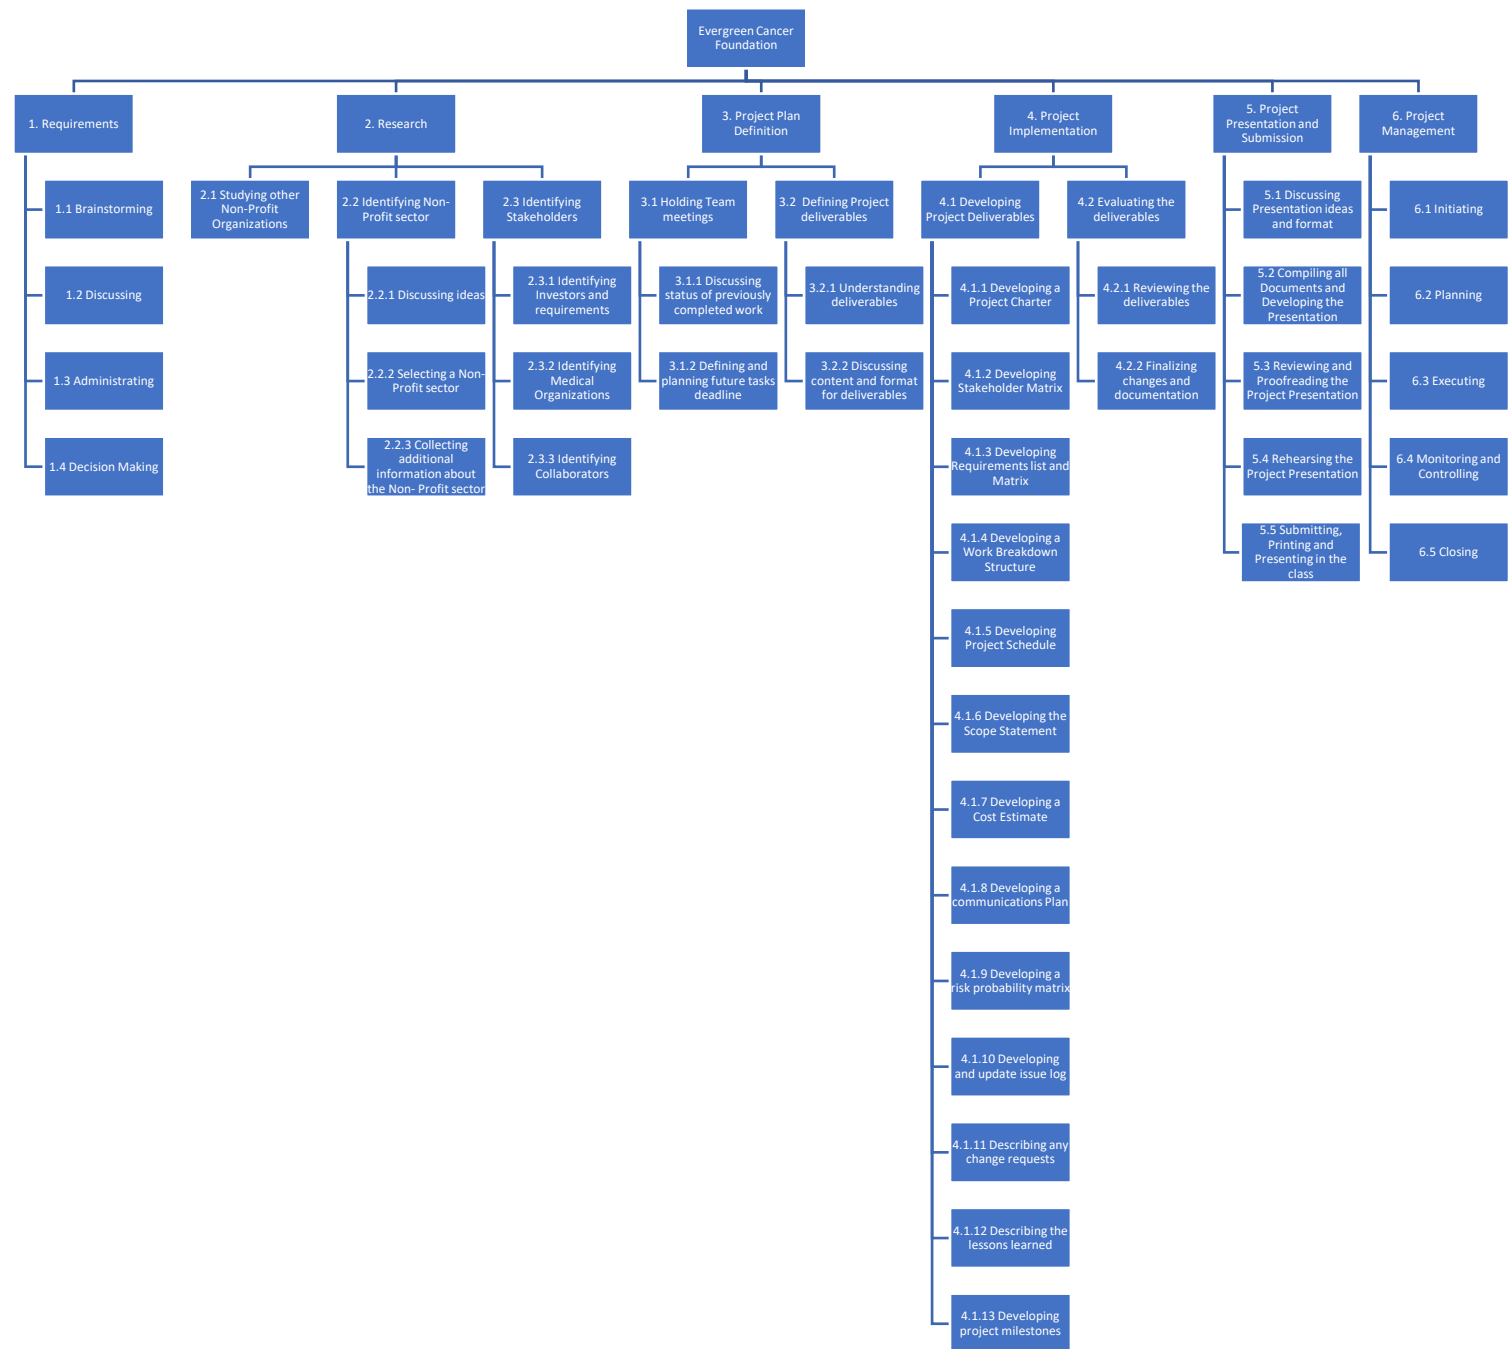 Evergreen Cancer
Foundation
1. Requirements
2. Research
3. Project Plan
Definition
4. Project
Implementation
5. Project
Presentation and
Submission
6. Project
Management
1.1 Brainstorming
1.2 Discussing
1.3 Administrating
1.4 Decision Making
2.1 Studying other
Non-Profit
Organizations
2.2 Identifying Non-
Profit sector
2.2.1 Discussing ideas
2.2.2 Selecting a Non-
Profit sector
2.2.3 Collecting
additional
information about
the Non- Profit sector
2.3 Identifying
Stakeholders
2.3.1 Identifying
Investors and
requirements
2.3.2 Identifying
Medical
Organizations
2.3.3 Identifying
Collaborators
3.1 Holding Team
meetings
3.1.1 Discussing
status of previously
completed work
3.1.2 Defining and
planning future tasks
deadline
3.2 Defining Project
deliverables
3.2.1 Understanding
deliverables
3.2.2 Discussing
content and format
for deliverables
4.1 Developing
Project Deliverables
4.1.1 Developing a
Project Charter
4.1.2 Developing
Stakeholder Matrix
4.1.3 Developing
Requirements list and
Matrix
4.1.4 Developing a
Work Breakdown
Structure
4.1.5 Developing
Project Schedule
4.1.6 Developing the
Scope Statement
4.1.7 Developing a
Cost Estimate
4.1.8 Developing a
communications Plan
4.1.9 Developing a
risk probability matrix
4.1.10 Developing
and update issue log
4.1.11 Describing any
change requests
4.1.12 Describing the
lessons learned
4.1.13 Developing
project milestones
4.2 Evaluating the
deliverables
4.2.1 Reviewing the
deliverables
4.2.2 Finalizing
changes and
documentation
5.1 Discussing
Presentation ideas
and format
5.2 Compiling all
Documents and
Developing the
Presentation
5.3 Reviewing and
Proofreading the
Project Presentation
5.4 Rehearsing the
Project Presentation
5.5 Submitting,
Printing and
Presenting in the
class
6.1 Initiating
6.2 Planning
6.3 Executing
6.4 Monitoring and
Controlling
6.5 Closing